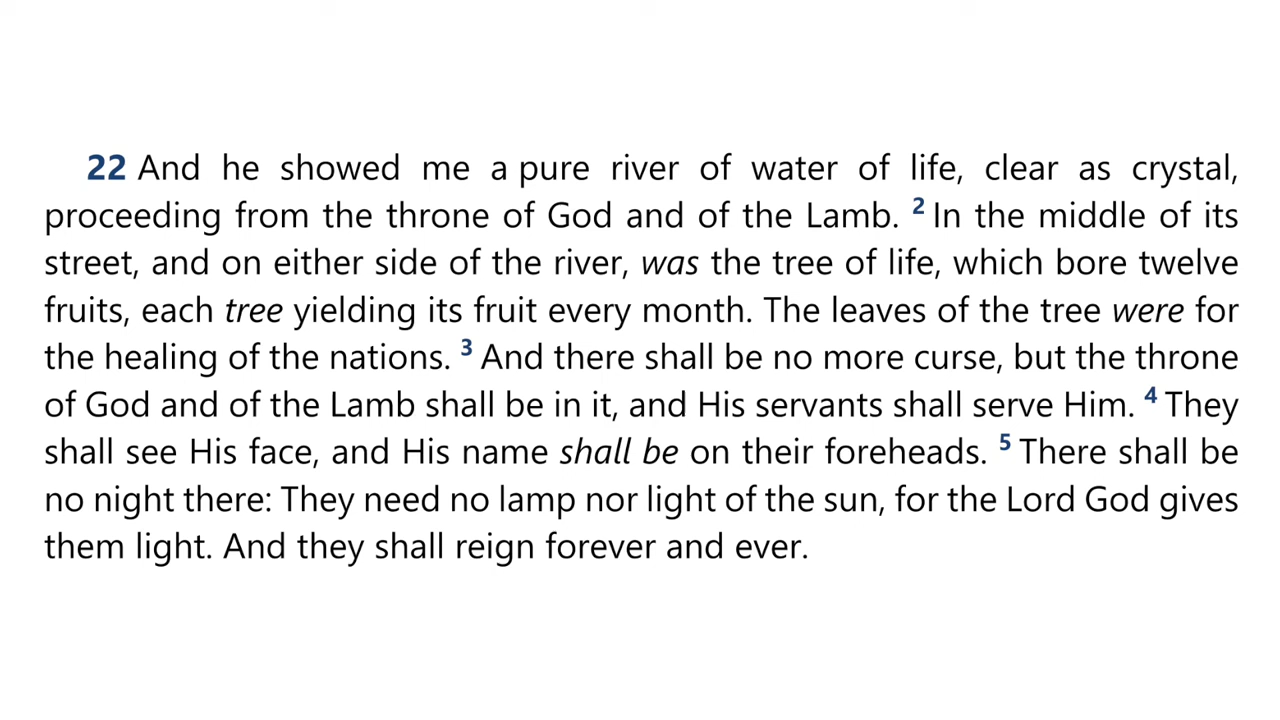 22 And he showed me a pure river of water of life, clear as crystal,
proceeding from the throne of God and of the Lamb. 2 In the middle of its
street, and on either side of the river, was the tree of life, which bore twelve
fruits, each tree yielding its fruit every month. The leaves of the tree were for
the healing of the nations. 3 And there shall be no more curse, but the throne
of God and of the Lamb shall be in it, and His servants shall serve Him. 4 They
shall see His face, and His name shall be on their foreheads. 5 There shall be
no night there: They need no lamp nor light of the sun, for the Lord God gives
them light. And they shall reign forever and ever.